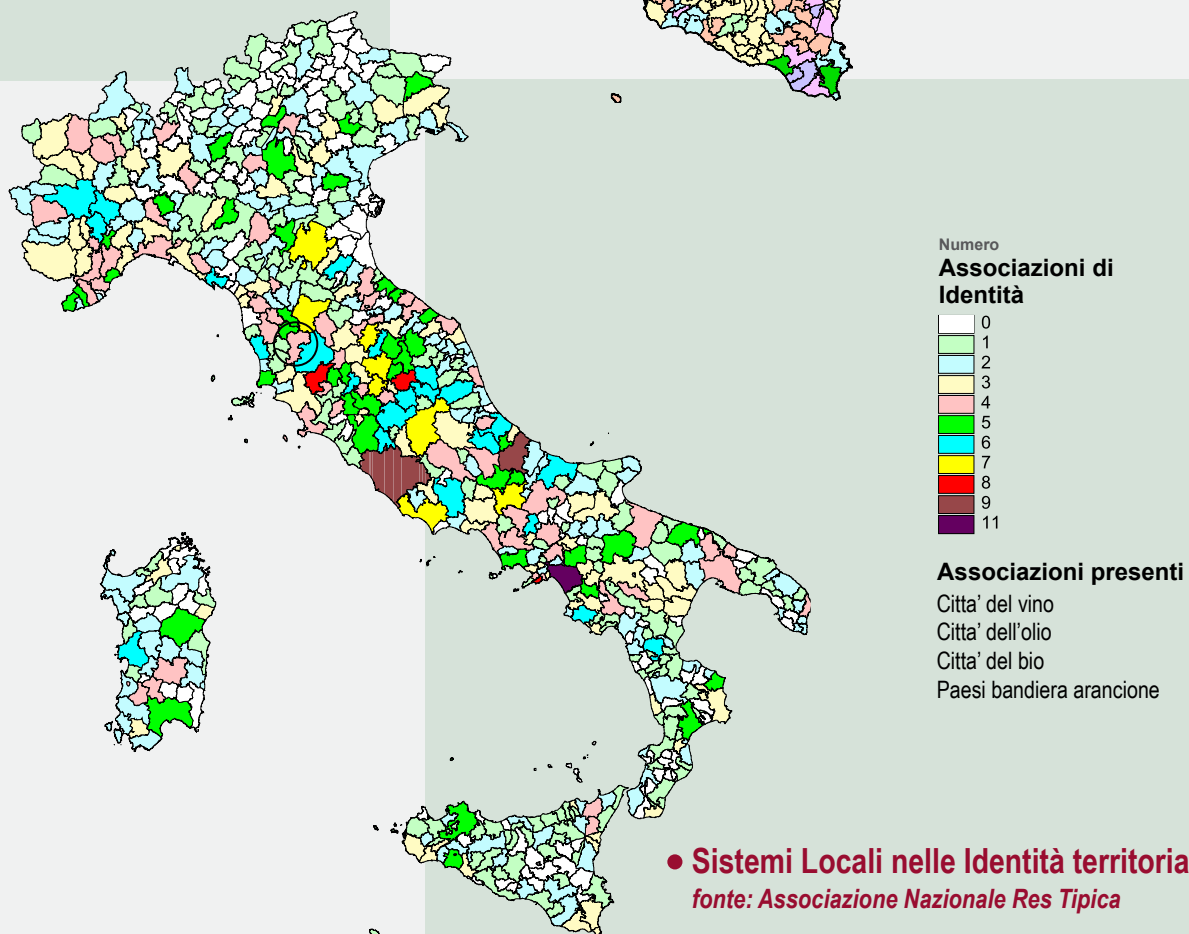 Numero
Associazioni di
Identità
0
1
2
3
4
5
6
7
8
9
11
Associazioni presenti
Citta' del vino
Citta' dell'olio
Citta' del bio
Paesi bandiera arancione
• Sistemi Locali nelle Identità territoria
fonte: Associazione Nazionale Res Tipica